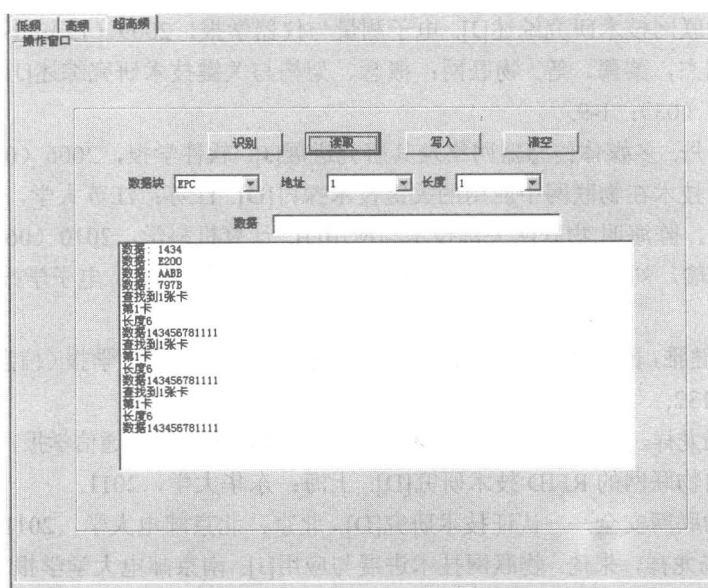 低频 高频 超高频
操作窗口
识别 读取 写入 清空
数据块 EPC 地址 1 长度 1
数据
数据: 1434
数据: E200
数据: AABB
数据: 797B
查找到1张卡
第1卡
长度6
数据143456781111
查找到1张卡
第1卡
长度6
数据143456781111
查找到1张卡
第1卡
长度6
数据143456781111